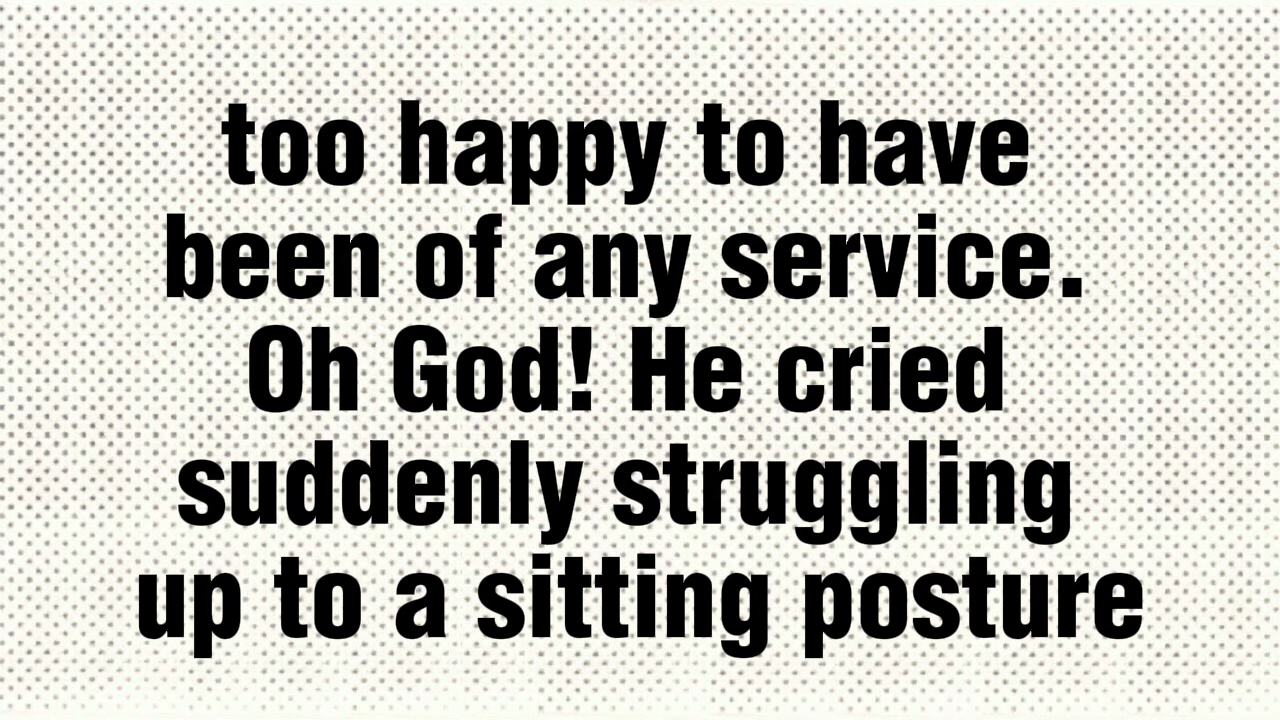 too happy to have
been of any service.
Oh God! He cried
suddenly struggling
up to a sitting posture